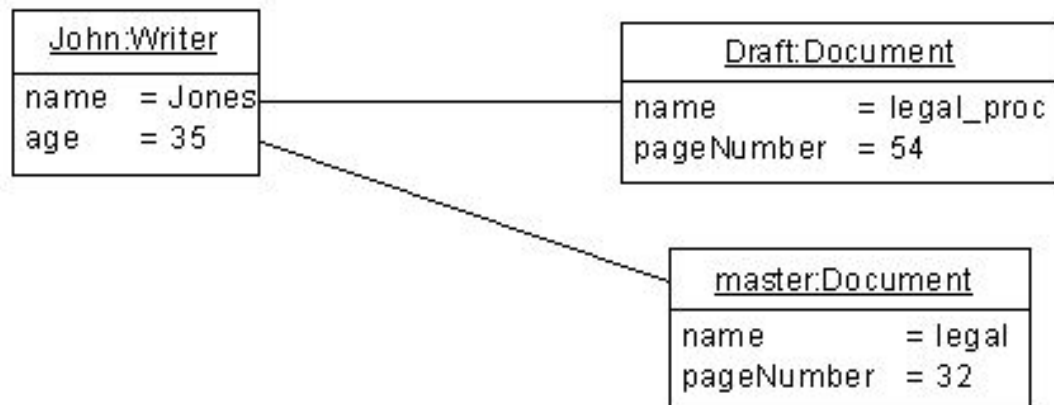 John:Writer
name = Jones
age = 35
Draft:Document
name = legal_proc
pageNumber = 54
master:Document
name = legal
pageNumber = 32